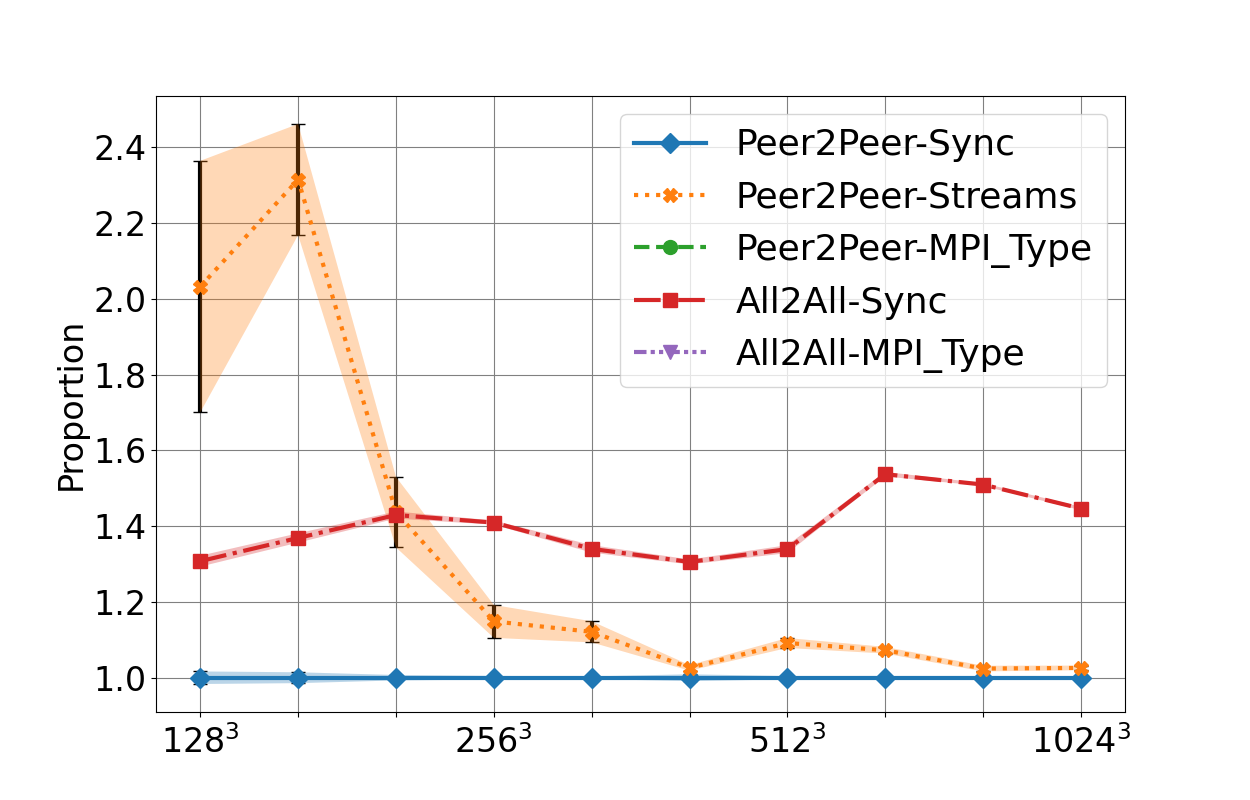 Proportion
2.4
2.2
2.0
1.8
1.6
1.4
1.2
1.0
128³
256³
512³
1024³
Peer2Peer-Sync
Peer2Peer-Streams
Peer2Peer-MPI_Type
All2All-Sync
All2All-MPI_Type